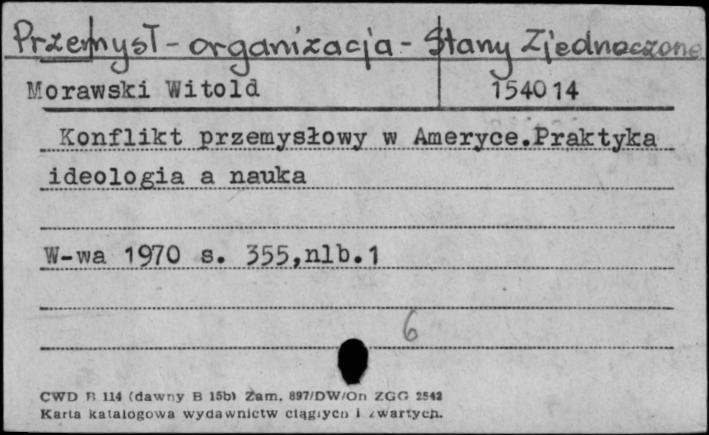 Przemysł - organizacja - Stany Zjednoczone
Morawski Witold 154014
Konflikt przemysłowy w Ameryce.Praktyka
ideologia a nauka
W-wa 1970 s. 355,nlb.1
6
CWD B 114 (dawny B 15b) Zam. 897/DW/On ZGG 2542
Karta katalogowa wydawnictw ciągłych i zwartych.